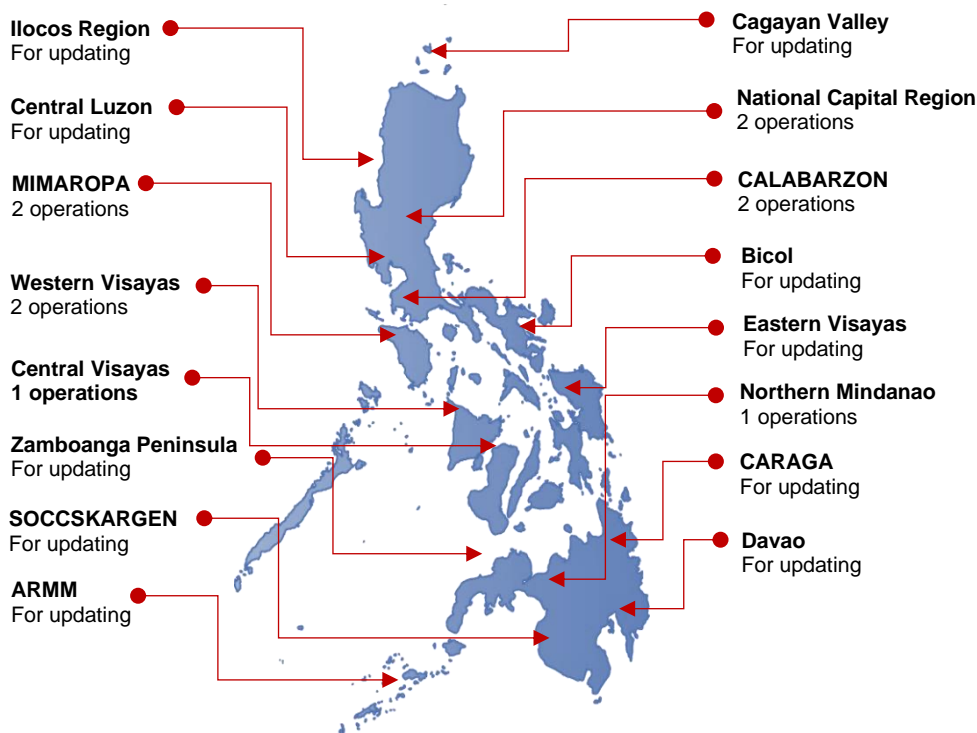 Ilocos Region
For updating
Central Luzon
For updating
MIMAROPA
2 operations
Western Visayas
2 operations
Central Visayas
1 operations
Zamboanga Peninsula
For updating
SOCCSKARGEN
For updating
ARMM
For updating
Cagayan Valley
For updating
National Capital Region
2 operations
CALABARZON
2 operations
Bicol
For updating
Eastern Visayas
For updating
Northern Mindanao
1 operations
CARAGA
For updating
Davao
For updating